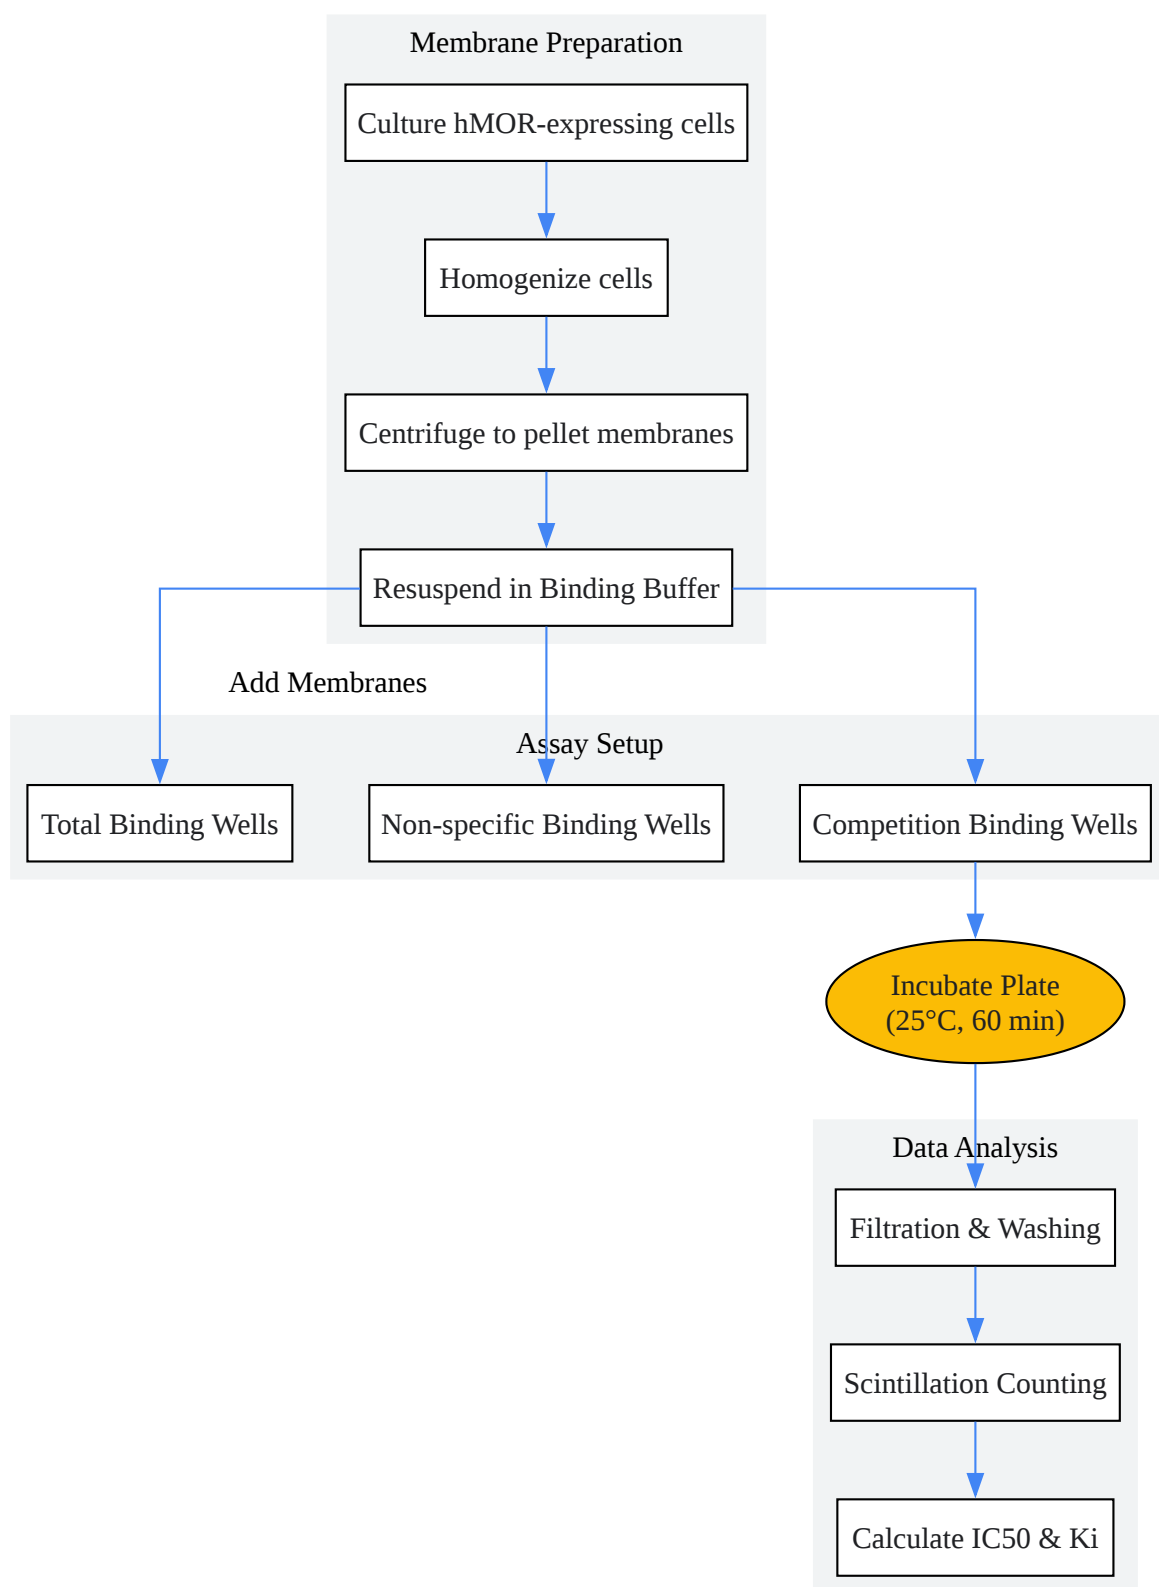 Membrane Preparation
Culture hMOR-expressing cells
Homogenize cells
Centrifuge to pellet membranes
Resuspend in Binding Buffer
Add Membranes
Assay Setup
Total Binding Wells
Non-specific Binding Wells
Competition Binding Wells
Incubate Plate
(25°C, 60 min)
Data Analysis
Filtration & Washing
Scintillation Counting
Calculate IC50 & Ki